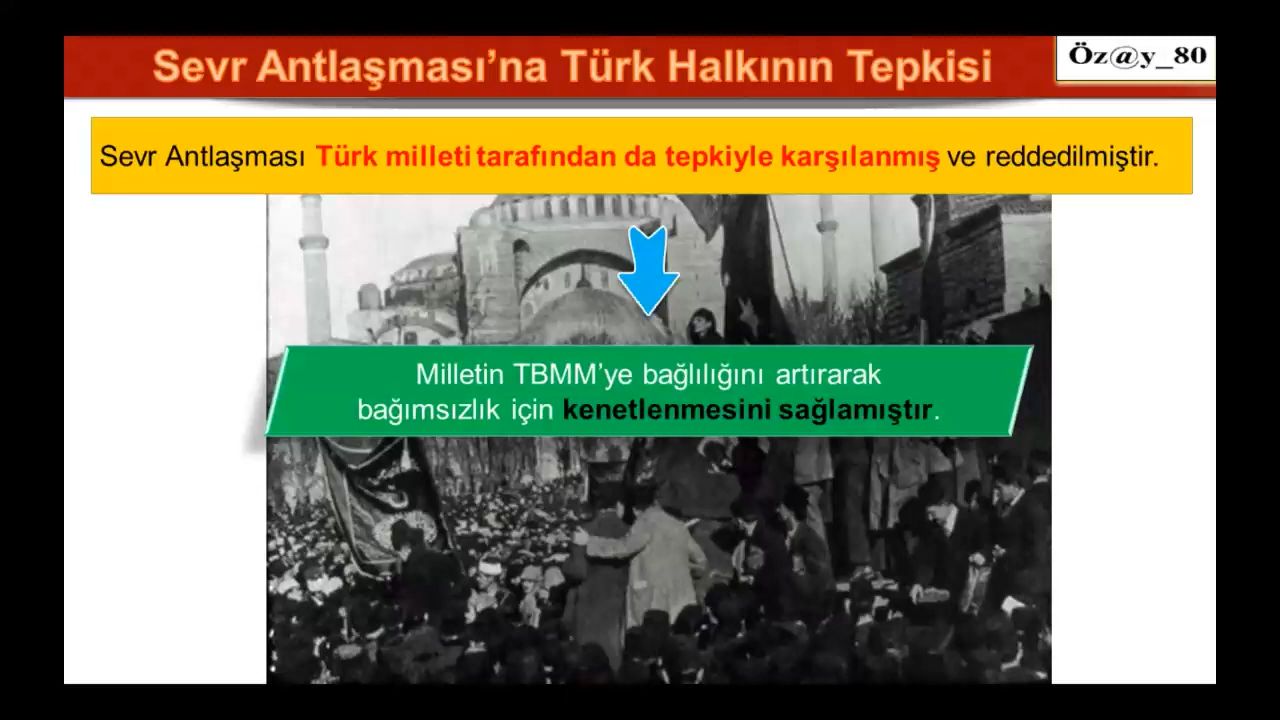 Sevr Antlaşması’na Türk Halkının Tepkisi
Öz@y_80
Sevr Antlaşması Türk milleti tarafından da tepkiyle karşılanmış ve reddedilmiştir.
Milletin TBMM’ye bağlılığını artırarak
bağımsızlık için kenetlenmesini sağlamıştır.